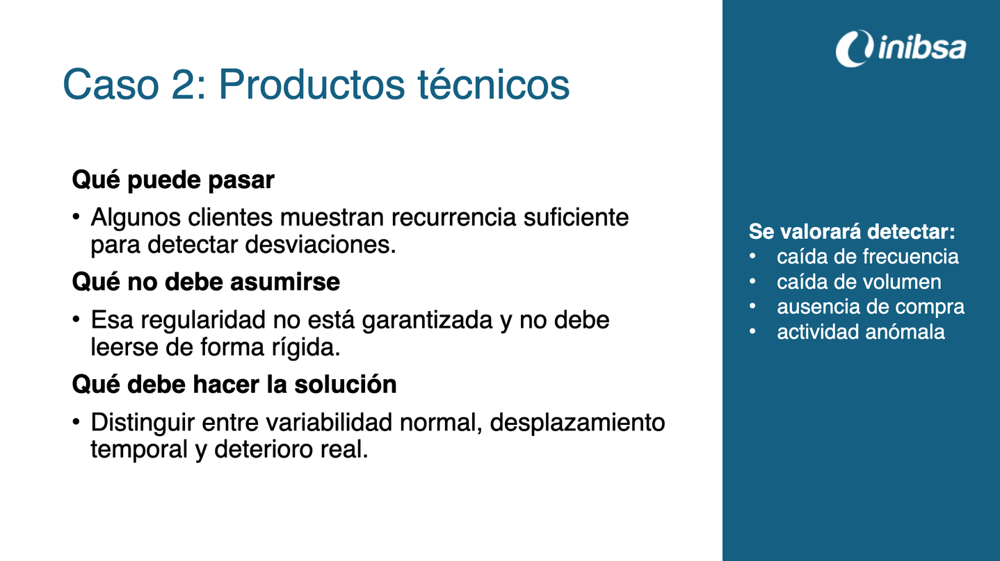 inibsa
Caso 2: Productos técnicos
Qué puede pasar
• Algunos clientes muestran recurrencia suficiente
para detectar desviaciones.
Qué no debe asumirse
• Esa regularidad no está garantizada y no debe
leerse de forma rígida.
Qué debe hacer la solución
• Distinguir entre variabilidad normal, desplazamiento
temporal y deterioro real.
Se valorará detectar:
• caída de frecuencia
• caída de volumen
• ausencia de compra
• actividad anómala